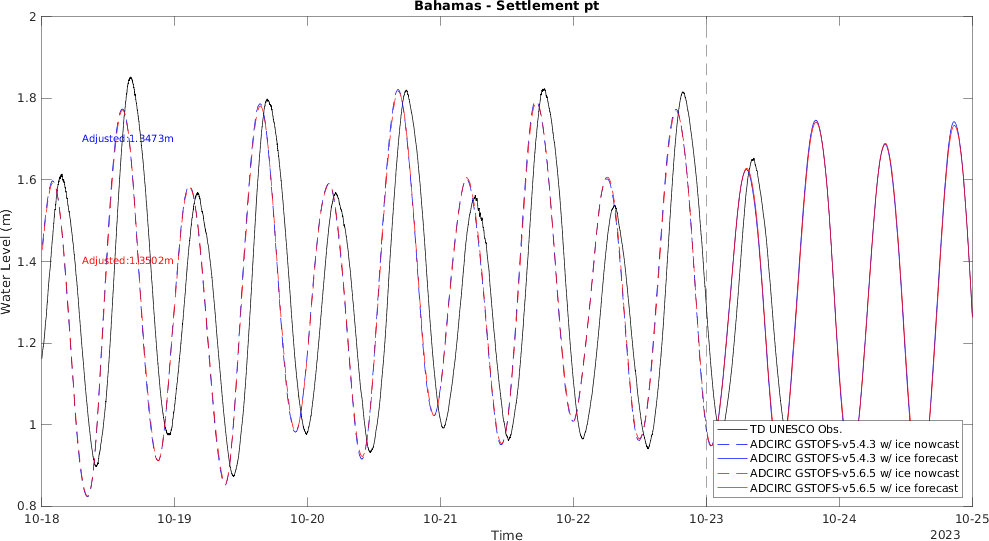 Bahamas - Settlement pt
2
1.8
1.6
1.4
1.2
1
0.8
Water Level (m)
Adjusted:1.3473m
Adjusted:1.3502m
TD UNESCO Obs.
ADCIRC GSTOFS-v5.4.3 w/ ice nowcast
ADCIRC GSTOFS-v5.4.3 w/ ice forecast
ADCIRC GSTOFS-v5.6.5 w/ ice nowcast
ADCIRC GSTOFS-v5.6.5 w/ ice forecast
10-18 10-19 10-20 10-21 10-22 10-23 10-24 10-25
Time
2023